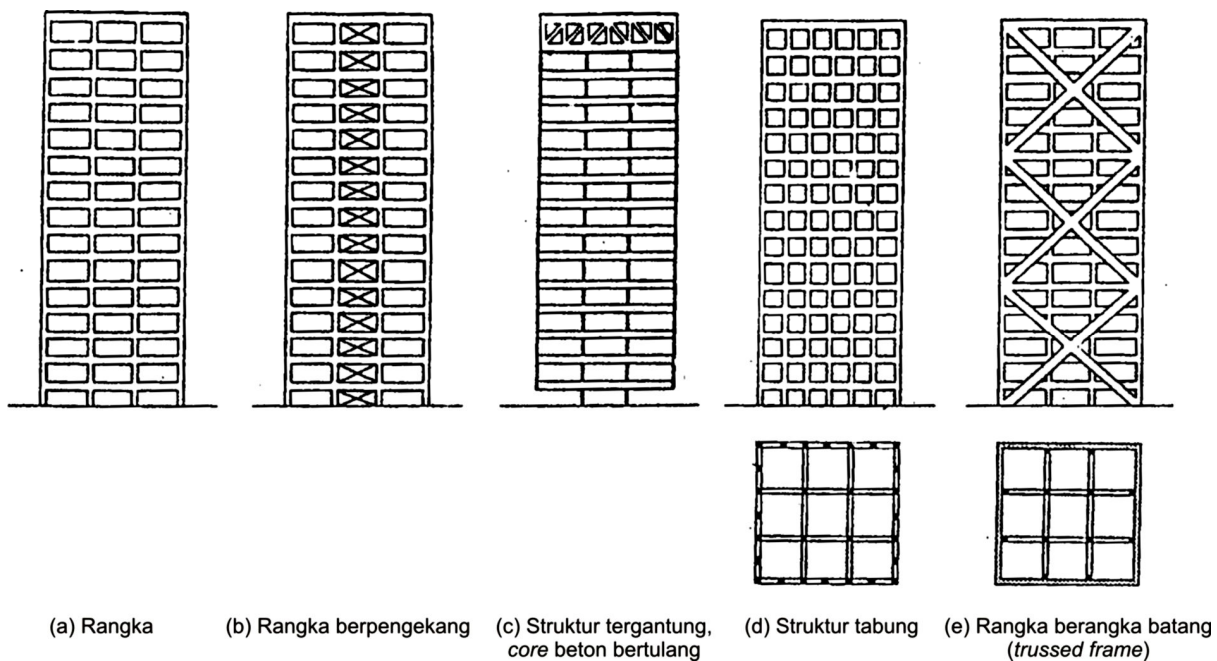 (a) Rangka
(b) Rangka berpengekang
(c) Struktur tergantung,
core beton bertulang
(d) Struktur tabung
(e) Rangka berangka batang
(trussed frame)